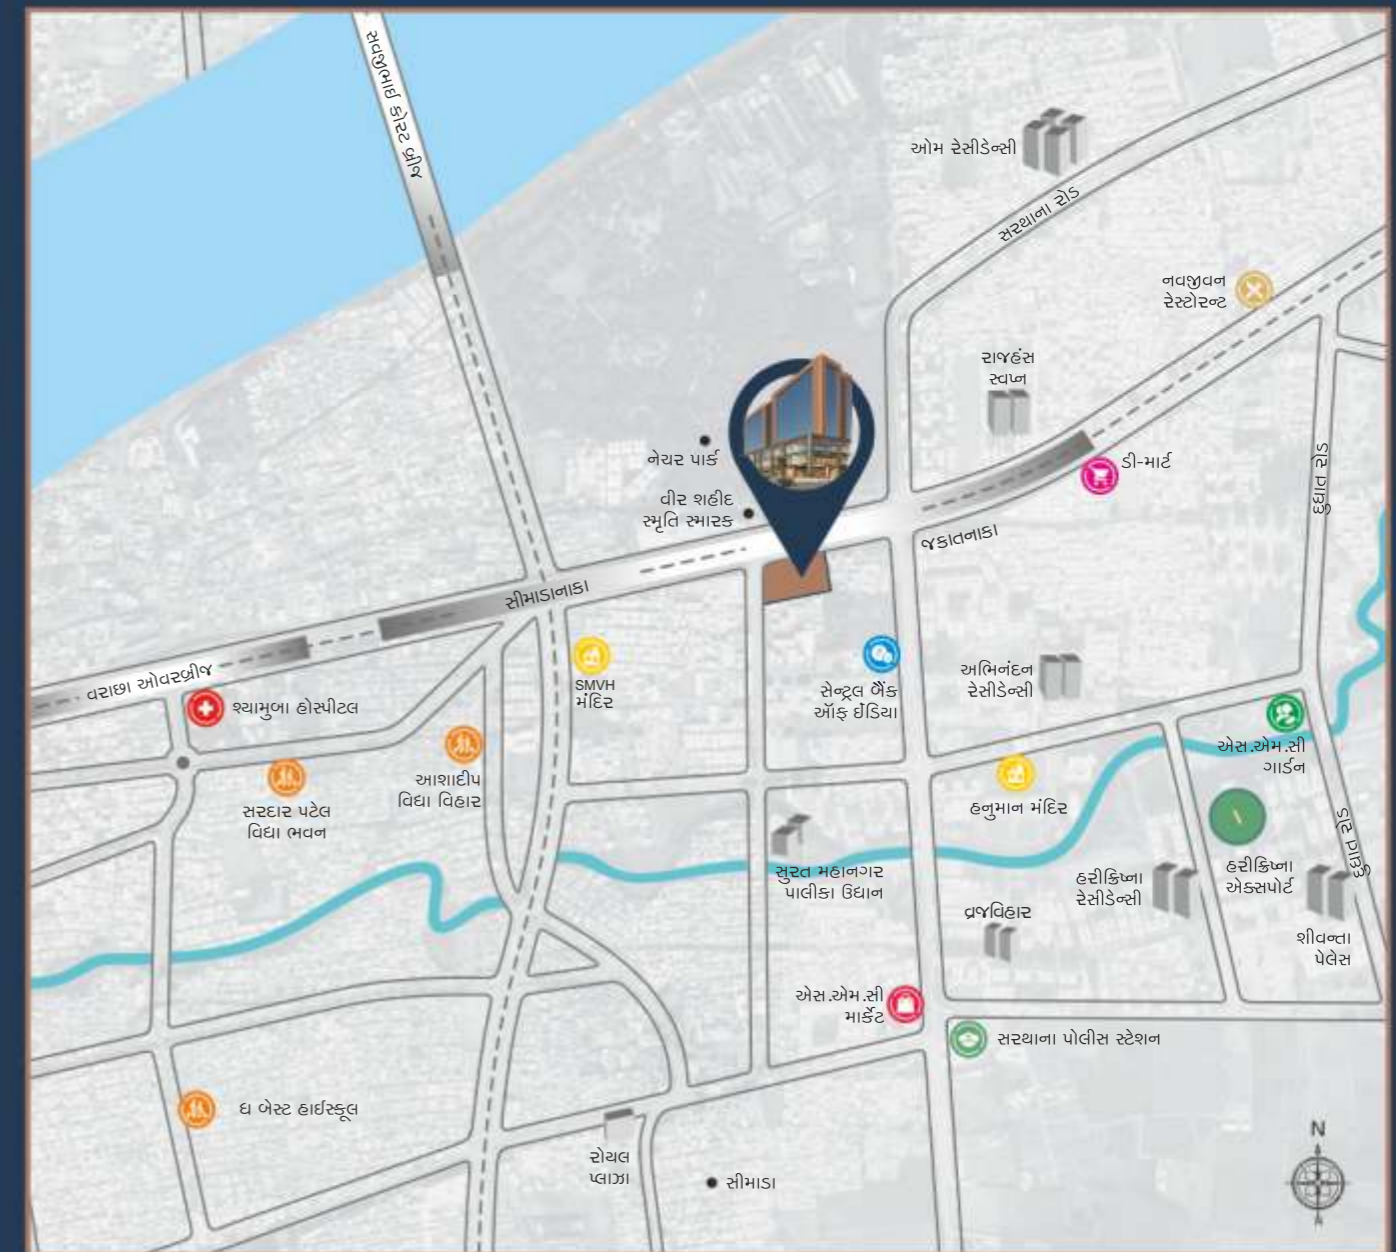 સવજીભાઈ કોરટ બ્રીજ
ઓમ રેસીડેન્સી
સરથાના રોડ
નવજીવન
રેસ્ટોરન્ટ
રાજહંસ
સ્વપ્ન
નેચર પાર્ક
ડી-માર્ટ
દુધાત રોડ
વીર શહીદ
સ્મૃતિ સ્મારક
જકાતનાકા
સીમાડાનાકા
વરાછા ઓવરબ્રીજ
SMVH
મંદિર
સેન્ટ્રલ બેંક
ઑફ ઈંડિયા
અભિનંદન
રેસીડેન્સી
શ્યામુબા હોસ્પીટલ
એસ.એમ.સી
ગાર્ડન
આશાદીપ
વિદ્યા વિહાર
સરદાર પટેલ
વિદ્યા ભવન
હનુમાન મંદિર
દુધાત રોડ
સુરત મહાનગર
પાલીકા ઉદ્યાન
હરીક્રિષ્ના
રેસીડેન્સી
હરીક્રિષ્ના
એક્સપોર્ટ
વ્રજવિહાર
શીવન્તા
પેલેસ
એસ.એમ.સી
માર્કેટ
સરથાના પોલીસ સ્ટેશન
ધ બેસ્ટ હાઈસ્કૂલ
N
રોયલ
પ્લાઝા
સીમાડા